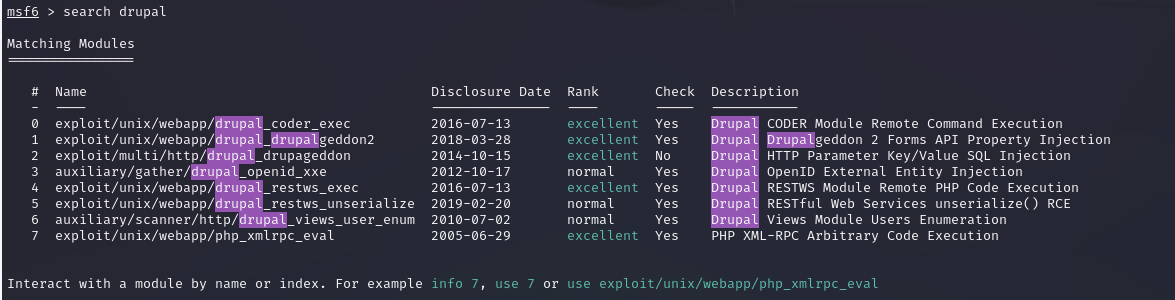 msf6 > search drupal
Matching Modules
================
# Name Disclosure Date Rank Check Description
- ---- --------------- ---- ----- -----------
0 exploit/unix/webapp/drupal_coder_exec 2016-07-13 excellent Yes Drupal CODER Module Remote Command Execution
1 exploit/unix/webapp/drupal_drupalgeddon2 2018-03-28 excellent Yes Drupal Drupalgeddon 2 Forms API Property Injection
2 exploit/multi/http/drupal_drupageddon 2014-10-15 excellent No Drupal HTTP Parameter Key/Value SQL Injection
3 auxiliary/gather/drupal_openid_xxe 2012-10-17 normal Yes Drupal OpenID External Entity Injection
4 exploit/unix/webapp/drupal_restws_exec 2016-07-13 excellent Yes Drupal RESTWS Module Remote PHP Code Execution
5 exploit/unix/webapp/drupal_restws_unserialize 2019-02-20 normal Yes Drupal RESTful Web Services unserialize() RCE
6 auxiliary/scanner/http/drupal_views_user_enum 2010-07-02 normal Yes Drupal Views Module Users Enumeration
7 exploit/unix/webapp/php_xmlrpc_eval 2005-06-29 excellent Yes PHP XML-RPC Arbitrary Code Execution
Interact with a module by name or index. For example info 7, use 7 or use exploit/unix/webapp/php_xmlrpc_eval